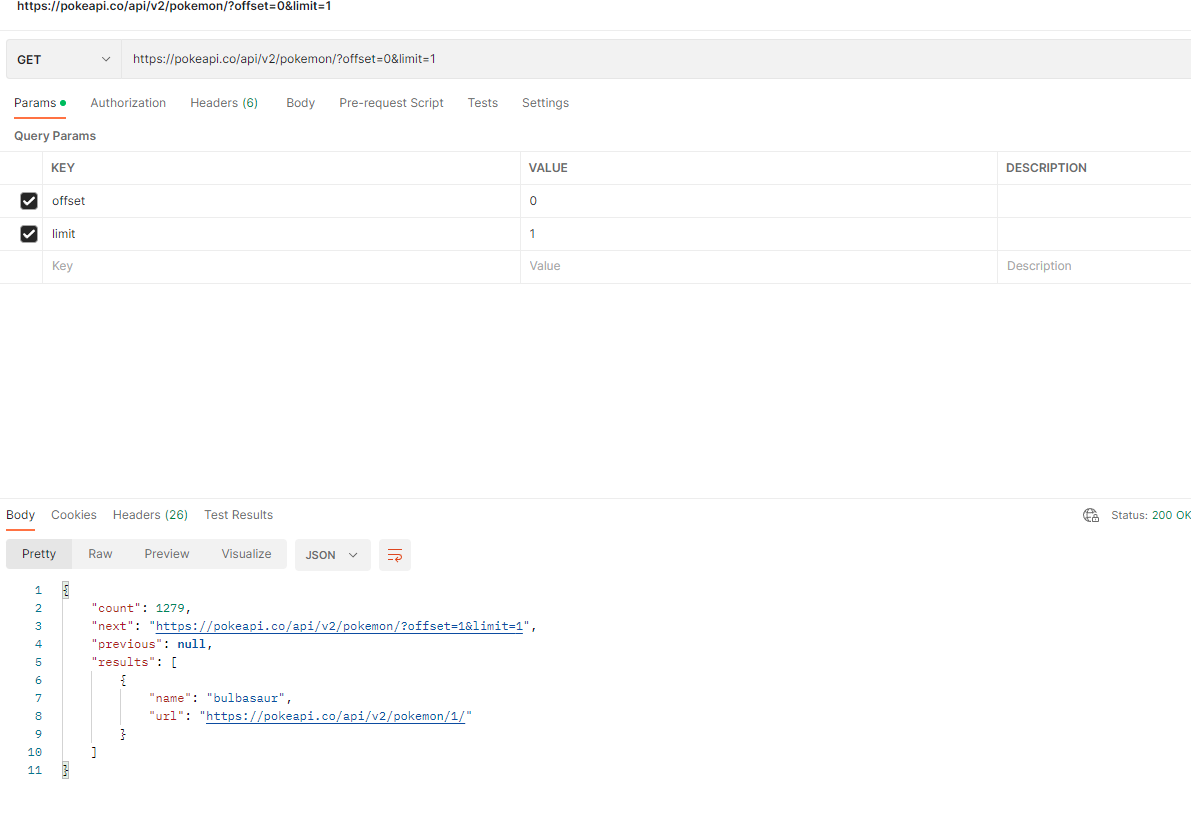 https://pokeapi.co/api/v2/pokemon/?offset=0&limit=1
GET https://pokeapi.co/api/v2/pokemon/?offset=0&limit=1
Params Authorization Headers (6) Body Pre-request Script Tests Settings
Query Params
KEY VALUE DESCRIPTION
offset 0
limit 1
Key Value Description
Body Cookies Headers (26) Test Results Status: 200 OK
Pretty Raw Preview Visualize JSON
1 {
2 "count": 1279,
3 "next": "https://pokeapi.co/api/v2/pokemon/?offset=1&limit=1",
4 "previous": null,
5 "results": [
6 {
7 "name": "bulbasaur",
8 "url": "https://pokeapi.co/api/v2/pokemon/1/"
9 }
10 ]
11 }